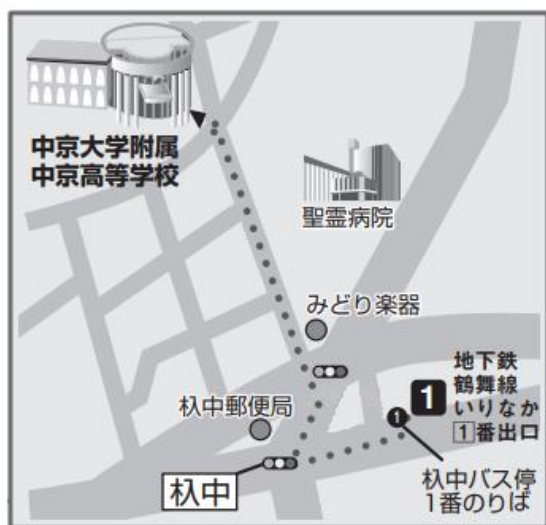 中京大学附属
中京高等学校
聖霊病院
みどり楽器
地下鉄
鶴舞線
いりなか
1番出口
1
1
杁中郵便局
杁中
杁中バス停
1番のりば